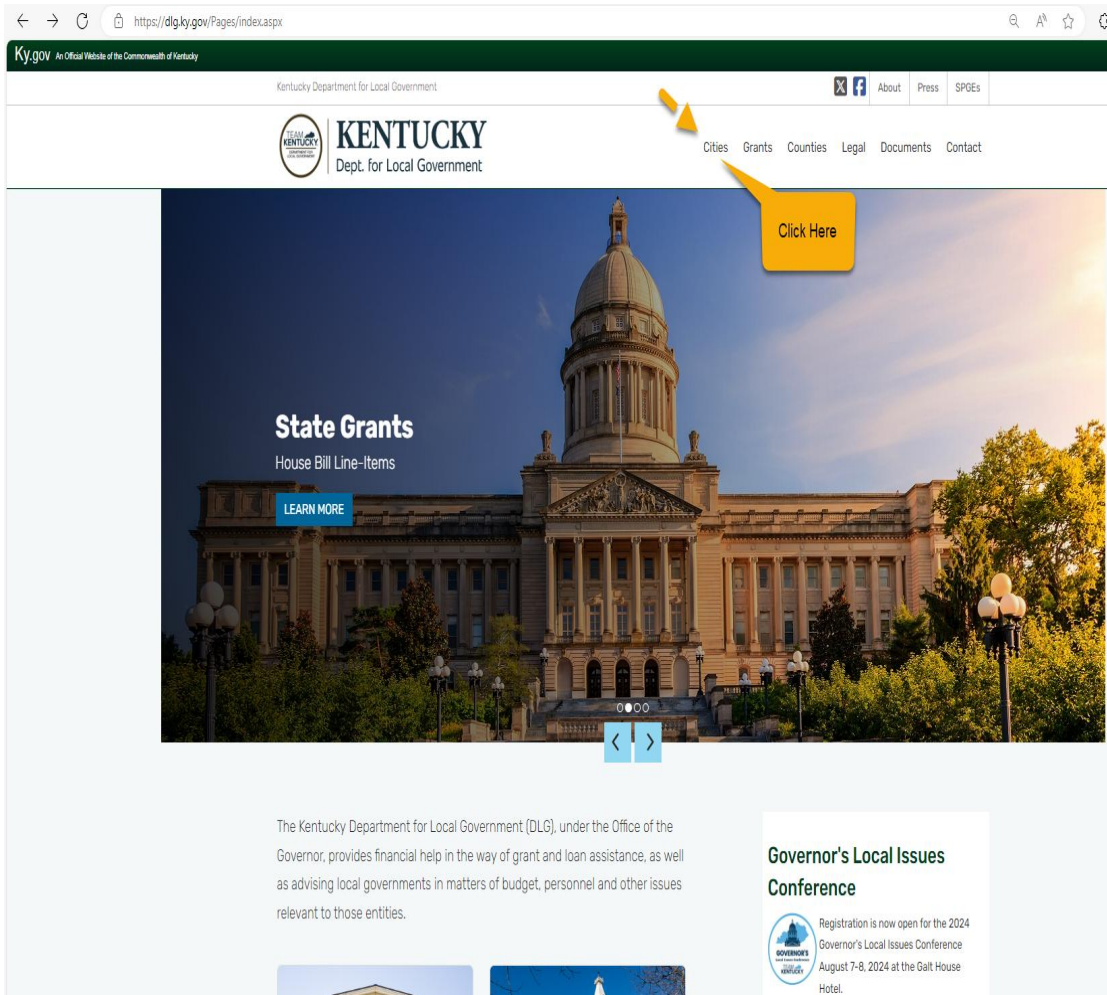 https://dlg.ky.gov/Pages/index.aspx
Ky.gov An Official Website of the Commonwealth of Kentucky
Kentucky Department for Local Government
About Press SPGEs
TEAM
KENTUCKY
KENTUCKY
Dept. for Local Government
Cities Grants Counties Legal Documents Contact
Click Here
State Grants
House Bill Line-Items
LEARN MORE
The Kentucky Department for Local Government (DLG), under the Office of the
Governor, provides financial help in the way of grant and loan assistance, as well
as advising local governments in matters of budget, personnel and other issues
relevant to those entities.
Governor's Local Issues
Conference
Registration is now open for the 2024
Governor's Local Issues Conference
August 7-8, 2024 at the Galt House
Hotel.
GOVERNOR'S